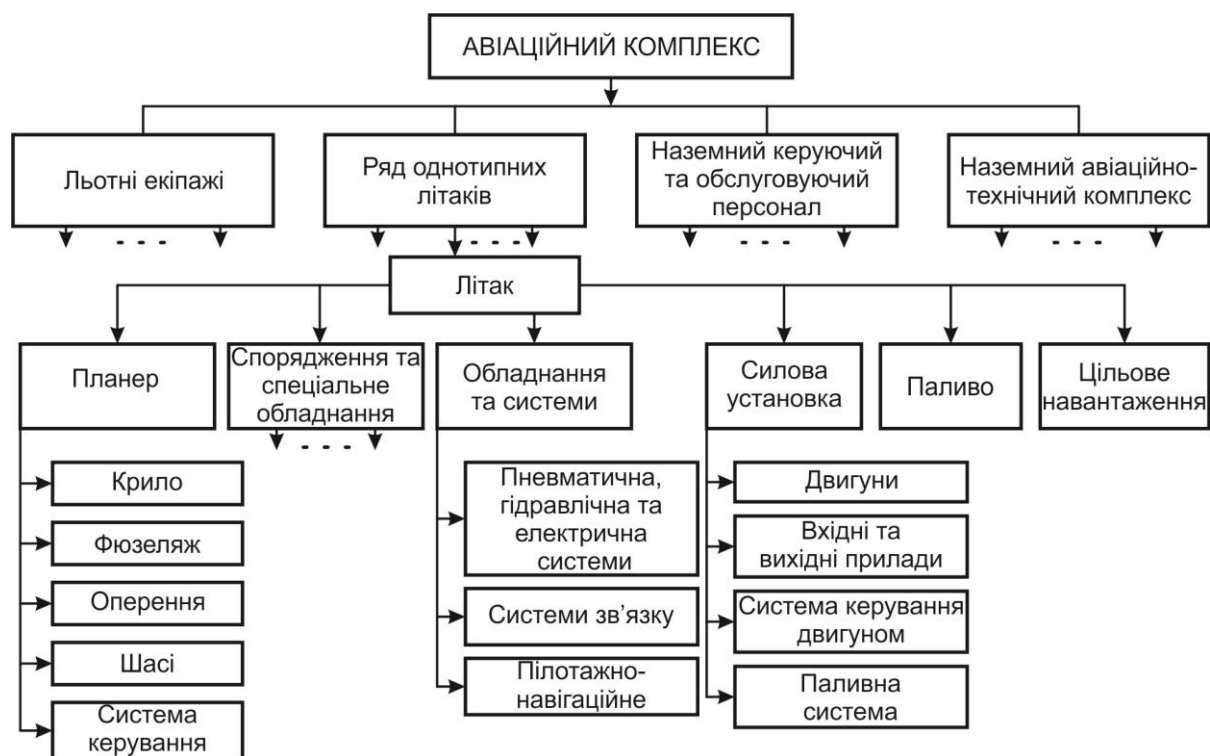 АВІАЦІЙНИЙ КОМПЛЕКС
Льотні екіпажі
Ряд однотипних
літаків
Наземний керуючий
та обслуговуючий
персонал
Наземний авіаційно-
технічний комплекс
- - -
- - -
- - -
- - -
Літак
Планер
Спорядження та
спеціальне
обладнання
Обладнання
та системи
Силова
установка
Паливо
Цільове
навантаження
- - -
Крило
Фюзеляж
Оперення
Шасі
Система
керування
Пневматична,
гідравлічна та
електрична
системи
Системи зв’язку
Пілотажно-
навігаційне
Двигуни
Вхідні та
вихідні прилади
Система керування
двигуном
Паливна
система